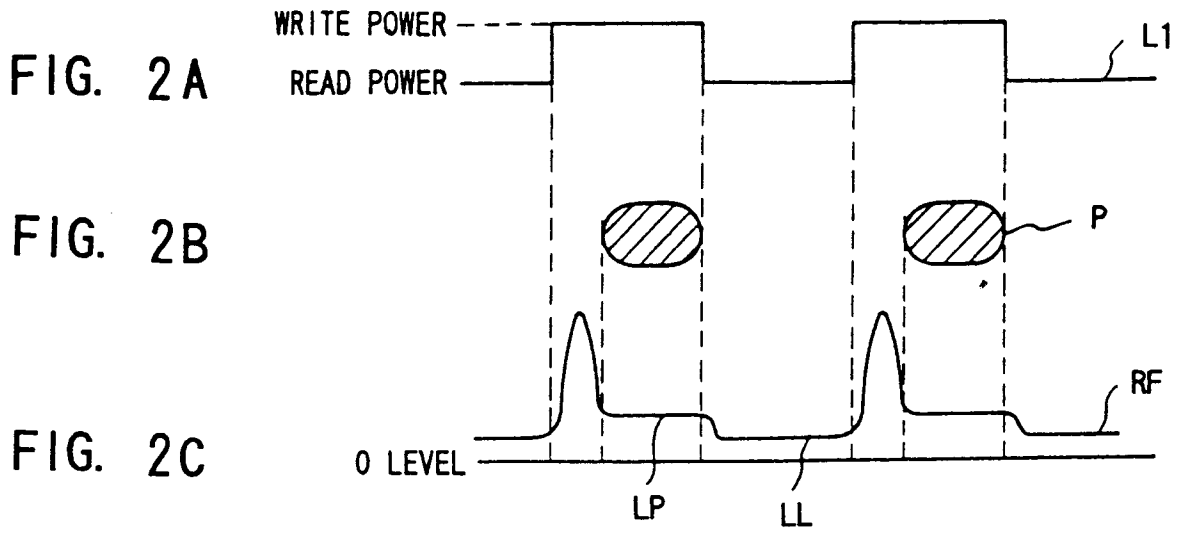 WRITE POWER
L1
FIG. 2A
READ POWER
FIG. 2B
P
RF
FIG. 2C
0 LEVEL
LP
LL